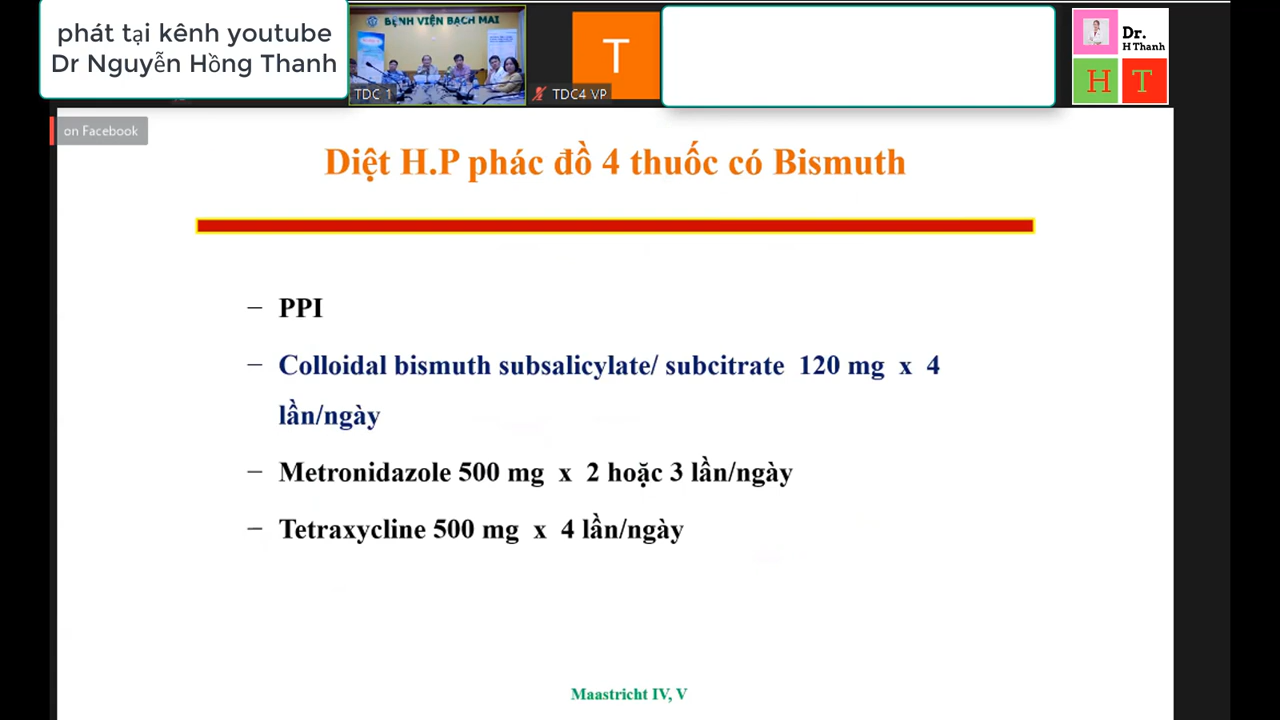 phát tại kênh youtube
Dr Nguyễn Hồng Thanh
BỆNH VIỆN BẠCH MAI
TDC 1
T
TDC4 VP
Dr.
H Thanh
H T
on Facebook
Diệt H.P phác đồ 4 thuốc có Bismuth
– PPI
– Colloidal bismuth subsalicylate/ subcitrate 120 mg x 4
lần/ngày
– Metronidazole 500 mg x 2 hoặc 3 lần/ngày
– Tetraxycline 500 mg x 4 lần/ngày
Maastricht IV, V